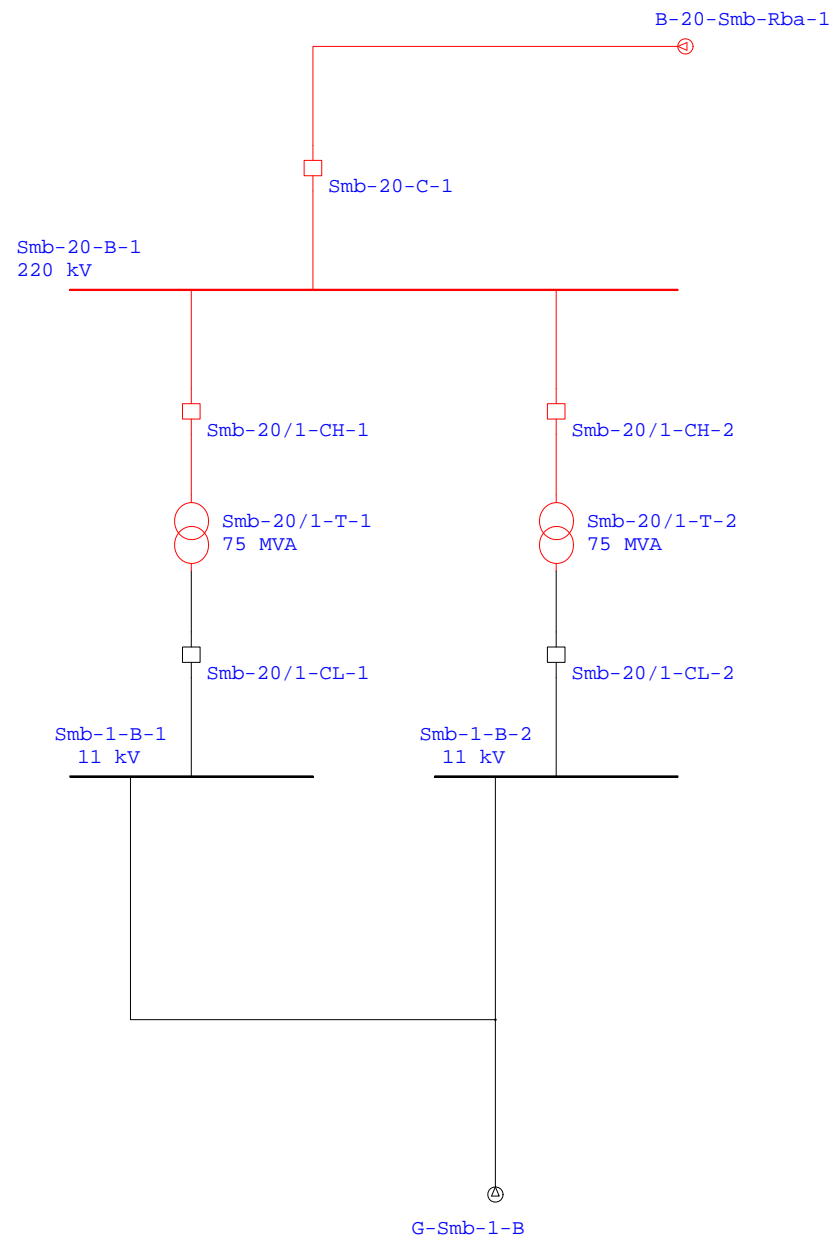 B-20-Smb-Rba-1
Smb-20-C-1
Smb-20-B-1
220 kV
Smb-20/1-CH-1
Smb-20/1-CH-2
Smb-20/1-T-1
75 MVA
Smb-20/1-T-2
75 MVA
Smb-20/1-CL-1
Smb-20/1-CL-2
Smb-1-B-1
11 kV
Smb-1-B-2
11 kV
G-Smb-1-B